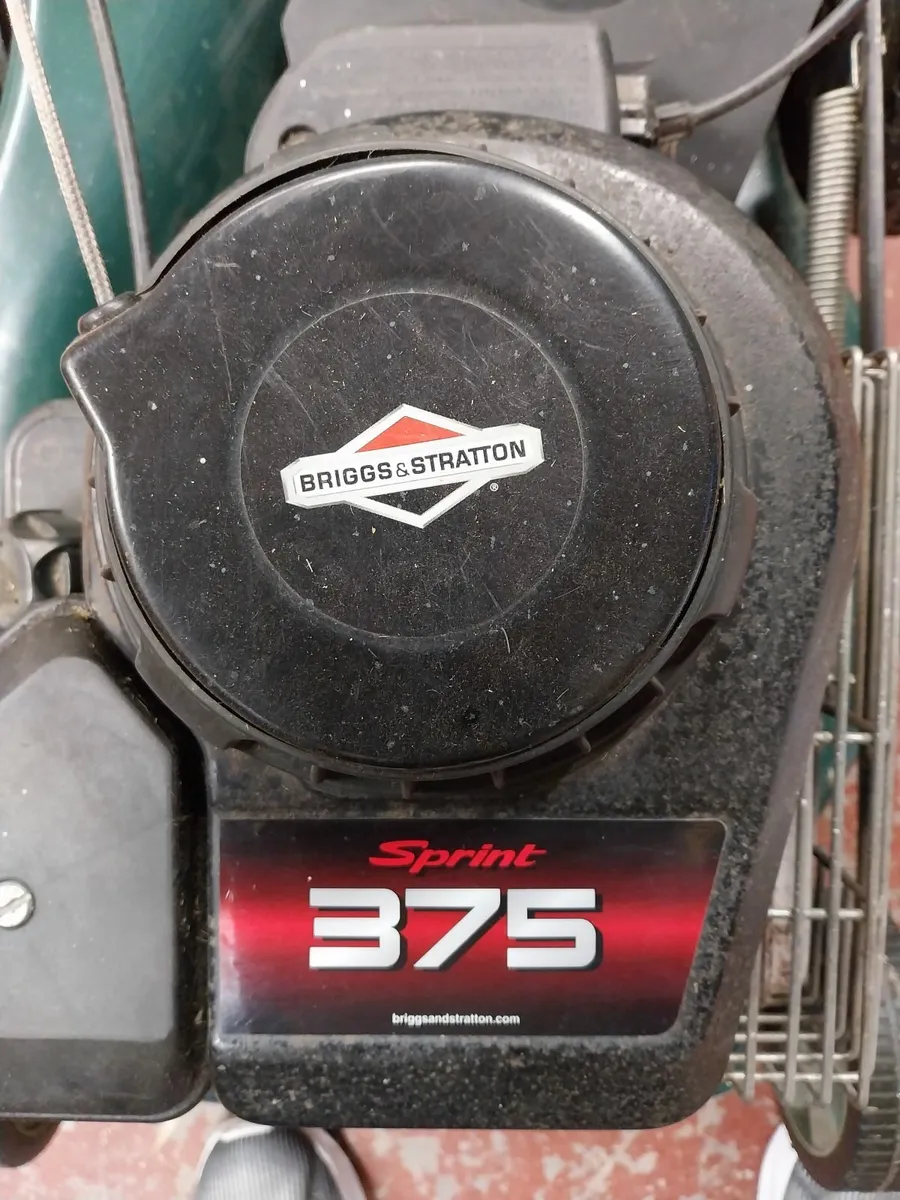 BRIGGS&STRATTON
®
Sprint
375
briggsandstratton.com